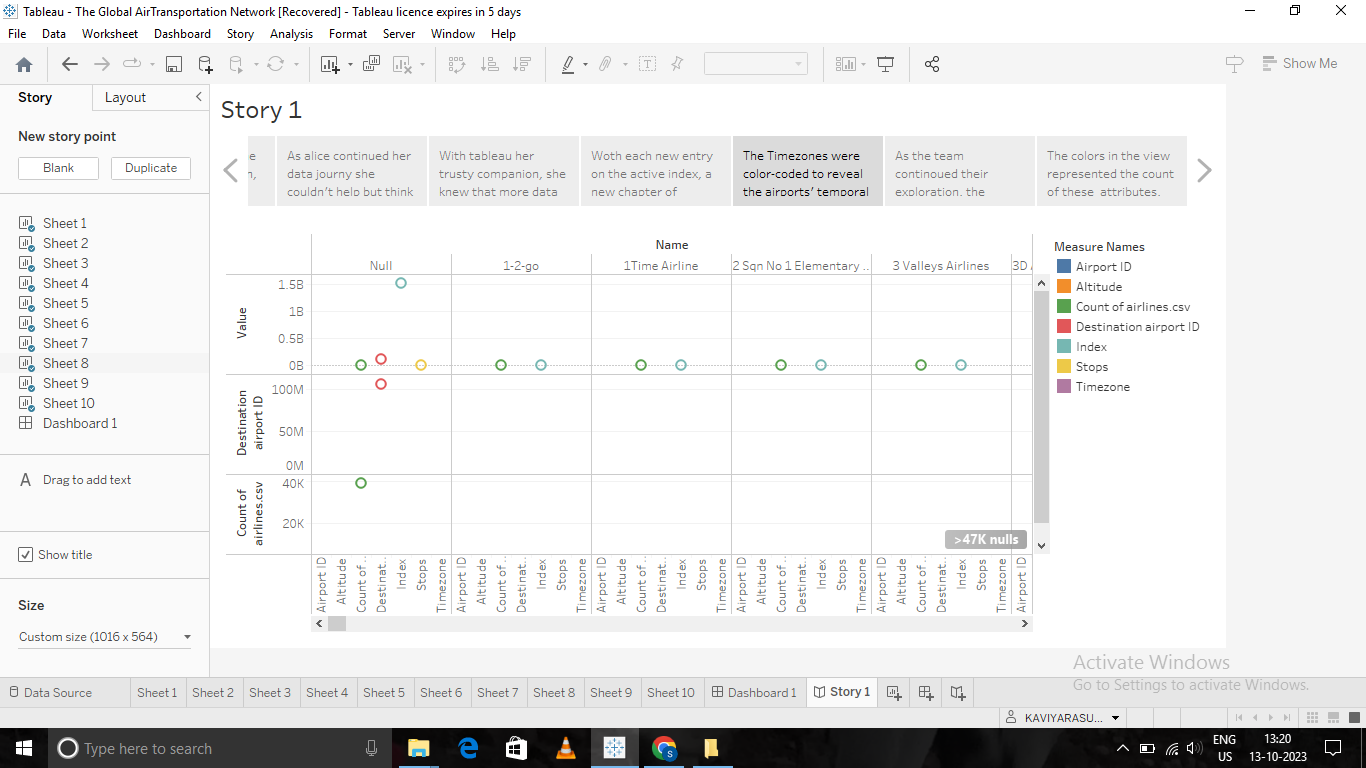 Tableau - The Global AirTransportation Network [Recovered] - Tableau licence expires in 5 days
File Data Worksheet Dashboard Story Analysis Format Server Window Help
Show Me
Story Layout
New story point
Blank Duplicate
Sheet 1
Sheet 2
Sheet 3
Sheet 4
Sheet 5
Sheet 6
Sheet 7
Sheet 8
Sheet 9
Sheet 10
Dashboard 1
A Drag to add text
Show title
Size
Custom size (1016 x 564)
Story 1
e
n,
As alice continued her
data journy she
couldn't help but think
With tableau her
trusty companion, she
knew that more data
Woth each new entry
on the active index, a
new chapter of
The Timezones were
color-coded to reveal
the airports' temporal
As the team
continoued their
exploration, the
The colors in the view
represented the count
of these attributes.
Name
Null 1-2-go 1Time Airline 2 Sqn No 1 Elementary .. 3 Valleys Airlines 3D
Value
1.5B
1B
0.5B
0B
Destination
airport ID
100M
50M
0M
Count of
airlines.csv
40K
20K
>47K nulls
Airport ID Altitude Count of .. Destinat.. Index Stops Timezone
Airport ID Altitude Count of .. Destinat.. Index Stops Timezone
Airport ID Altitude Count of .. Destinat.. Index Stops Timezone
Airport ID Altitude Count of .. Destinat.. Index Stops Timezone
Airport ID Altitude Count of .. Destinat.. Index Stops Timezone
Airport ID
Measure Names
Airport ID
Altitude
Count of airlines.csv
Destination airport ID
Index
Stops
Timezone
Activate Windows
Go to Settings to activate Windows.
Data Source Sheet 1 Sheet 2 Sheet 3 Sheet 4 Sheet 5 Sheet 6 Sheet 7 Sheet 8 Sheet 9 Sheet 10 Dashboard 1 Story 1
KAVIYARASU...
Type here to search
S
ENG
US
13:20
13-10-2023